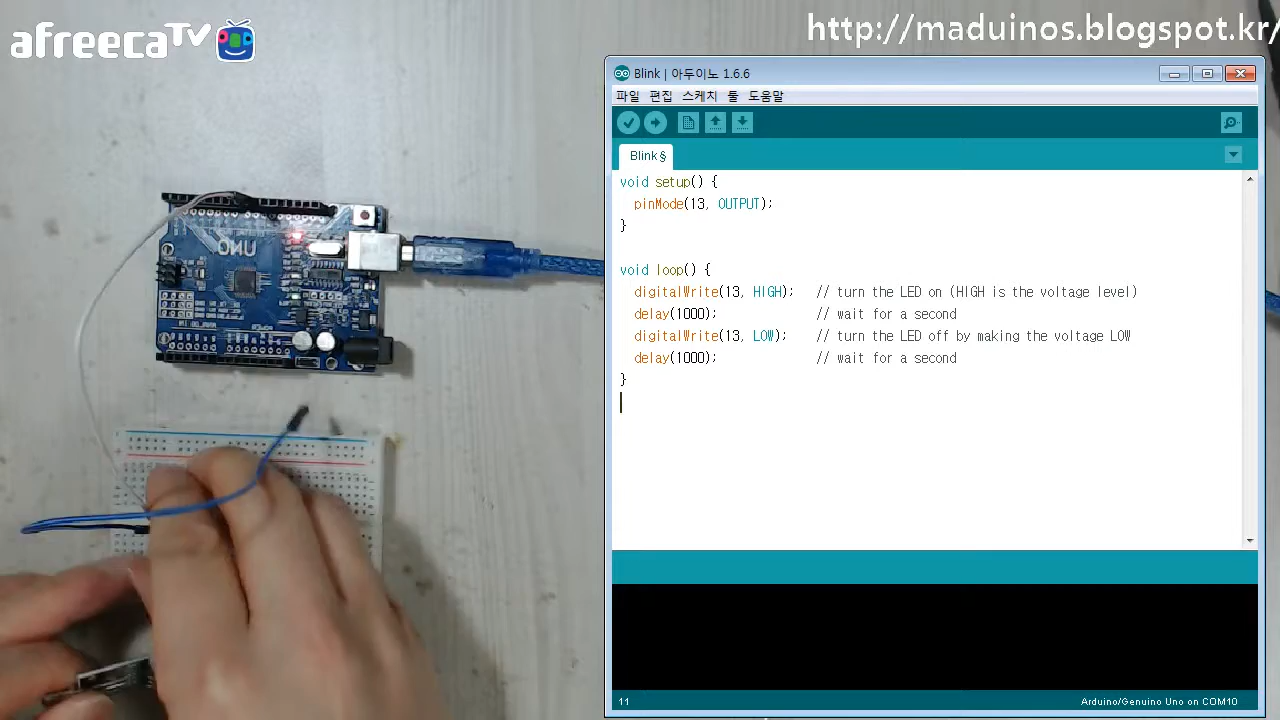 afreecaTV
http://maduinos.blogspot.kr/
Blink | 아두이노 1.6.6
파일 편집 스케치 툴 도움말
Blink§
void setup() {
pinMode(13, OUTPUT);
}
void loop() {
digitalWrite(13, HIGH); // turn the LED on (HIGH is the voltage level)
delay(1000); // wait for a second
digitalWrite(13, LOW); // turn the LED off by making the voltage LOW
delay(1000); // wait for a second
}
UNO
11
Arduino/Genuino Uno on COM10